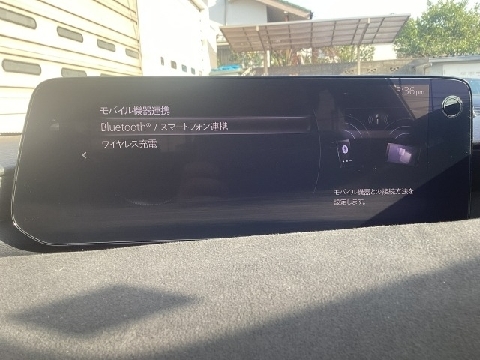 モバイル機器連携
Bluetooth® / スマートフォン連携
ワイヤレス充電
モバイル機器との接続方法を
設定します。